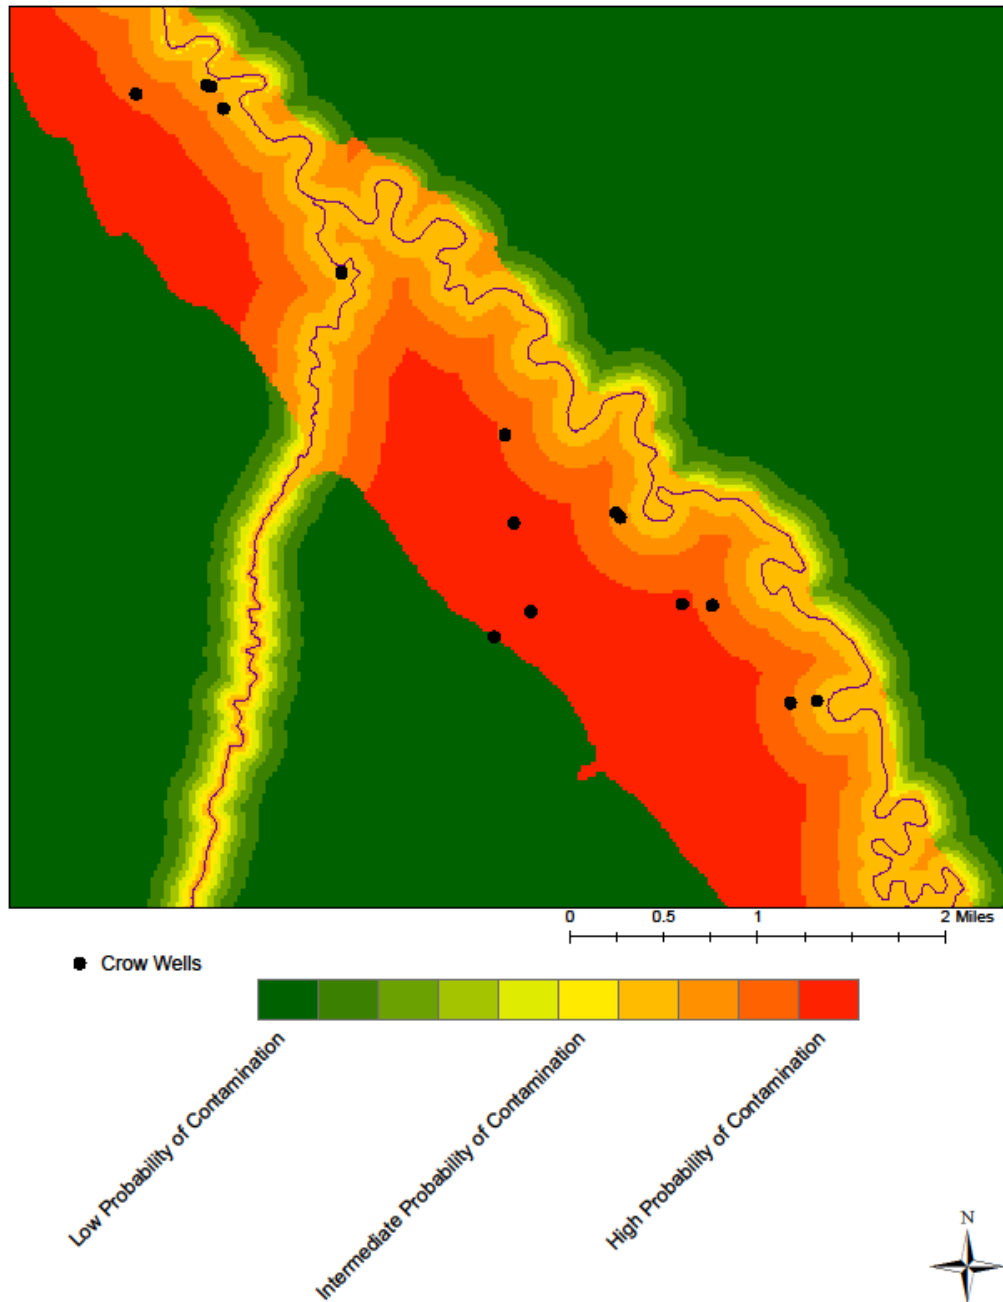 0 0.5 1 2 Miles
Crow Wells
Low Probability of Contamination
Intermediate Probability of Contamination
High Probability of Contamination
N